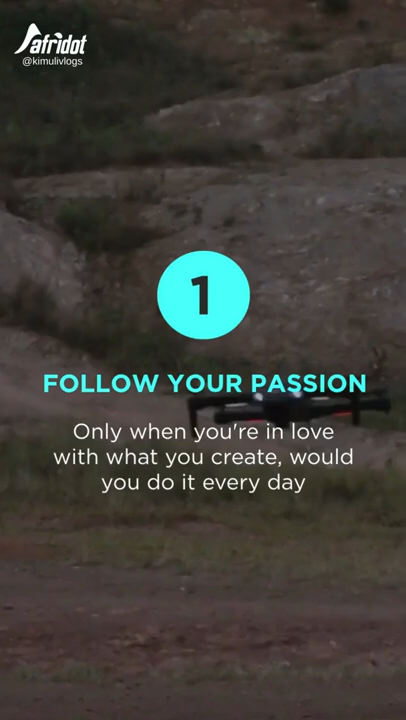 afridot
@kimulivlogs
1
FOLLOW YOUR PASSION
Only when you're in love
with what you create, would
you do it every day